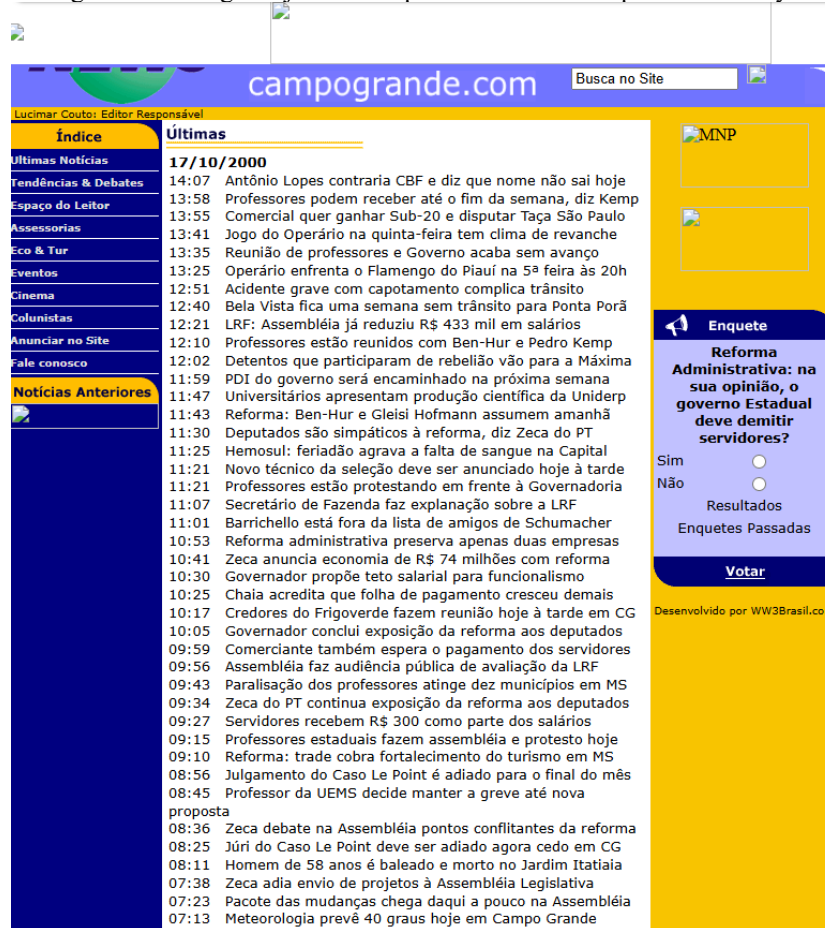 campogrande.com
Busca no Site
Lucimar Couto: Editor Responsável
Índice
Ultimas Notícias
Tendências & Debates
Espaço do Leitor
Assessorias
Eco & Tur
Eventos
Cinema
Colunistas
Anunciar no Site
Fale conosco
Notícias Anteriores
Últimas
17/10/2000
14:07 Antônio Lopes contraria CBF e diz que nome não sai hoje
13:58 Professores podem receber até o fim da semana, diz Kemp
13:55 Comercial quer ganhar Sub-20 e disputar Taça São Paulo
13:41 Jogo do Operário na quinta-feira tem clima de revanche
13:35 Reunião de professores e Governo acaba sem avanço
13:25 Operário enfrenta o Flamengo do Piauí na 5ª feira às 20h
12:51 Acidente grave com capotamento complica trânsito
12:40 Bela Vista fica uma semana sem trânsito para Ponta Porã
12:21 LRF: Assembléia já reduziu R$ 433 mil em salários
12:10 Professores estão reunidos com Ben-Hur e Pedro Kemp
12:02 Detentos que participaram de rebelião vão para a Máxima
11:59 PDI do governo será encaminhado na próxima semana
11:47 Universitários apresentam produção científica da Uniderp
11:43 Reforma: Ben-Hur e Gleisi Hofmann assumem amanhã
11:30 Deputados são simpáticos à reforma, diz Zeca do PT
11:25 Hemosul: feriadão agrava a falta de sangue na Capital
11:21 Novo técnico da seleção deve ser anunciado hoje à tarde
11:21 Professores estão protestando em frente à Governadoria
11:07 Secretário de Fazenda faz explanação sobre a LRF
11:01 Barrichello está fora da lista de amigos de Schumacher
10:53 Reforma administrativa preserva apenas duas empresas
10:41 Zeca anuncia economia de R$ 74 milhões com reforma
10:30 Governador propõe teto salarial para funcionalismo
10:25 Chaia acredita que folha de pagamento cresceu demais
10:17 Credores do Frigoverde fazem reunião hoje à tarde em CG
10:05 Governador conclui exposição da reforma aos deputados
09:59 Comerciante também espera o pagamento dos servidores
09:56 Assembléia faz audiência pública de avaliação da LRF
09:43 Paralisação dos professores atinge dez municípios em MS
09:34 Zeca do PT continua exposição da reforma aos deputados
09:27 Servidores recebem R$ 300 como parte dos salários
09:15 Professores estaduais fazem assembléia e protesto hoje
09:10 Reforma: trade cobra fortalecimento do turismo em MS
08:56 Julgamento do Caso Le Point é adiado para o final do mês
08:45 Professor da UEMS decide manter a greve até nova
proposta
08:36 Zeca debate na Assembléia pontos conflitantes da reforma
08:25 Júri do Caso Le Point deve ser adiado agora cedo em CG
08:11 Homem de 58 anos é baleado e morto no Jardim Itatiaia
07:38 Zeca adia envio de projetos à Assembléia Legislativa
07:23 Pacote das mudanças chega daqui a pouco na Assembléia
07:13 Meteorologia prevê 40 graus hoje em Campo Grande
MNP
Enquete
Reforma
Administrativa: na
sua opinião, o
governo Estadual
deve demitir
servidores?
Sim
Não
Resultados
Enquetes Passadas
Votar
Desenvolvido por WW3Brasil.co